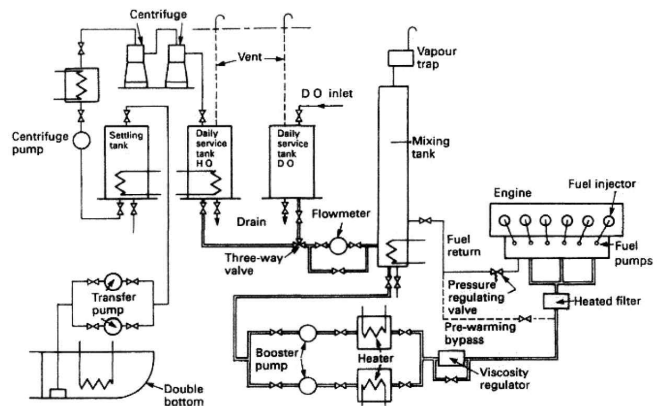 Centrifuge
Vent
Vapour
trap
D O inlet
Centrifuge
pump
Settling
tank
Daily
service
tank
H O
Daily
service
tank
D O
Mixing
tank
Engine
Fuel injector
Drain
Flowmeter
Three-way
valve
Fuel
return
Fuel
pumps
Pressure
regulating
valve
Heated filter
Transfer
pump
Pre-warming
bypass
Booster
pump
Heater
Viscosity
regulator
Double
bottom